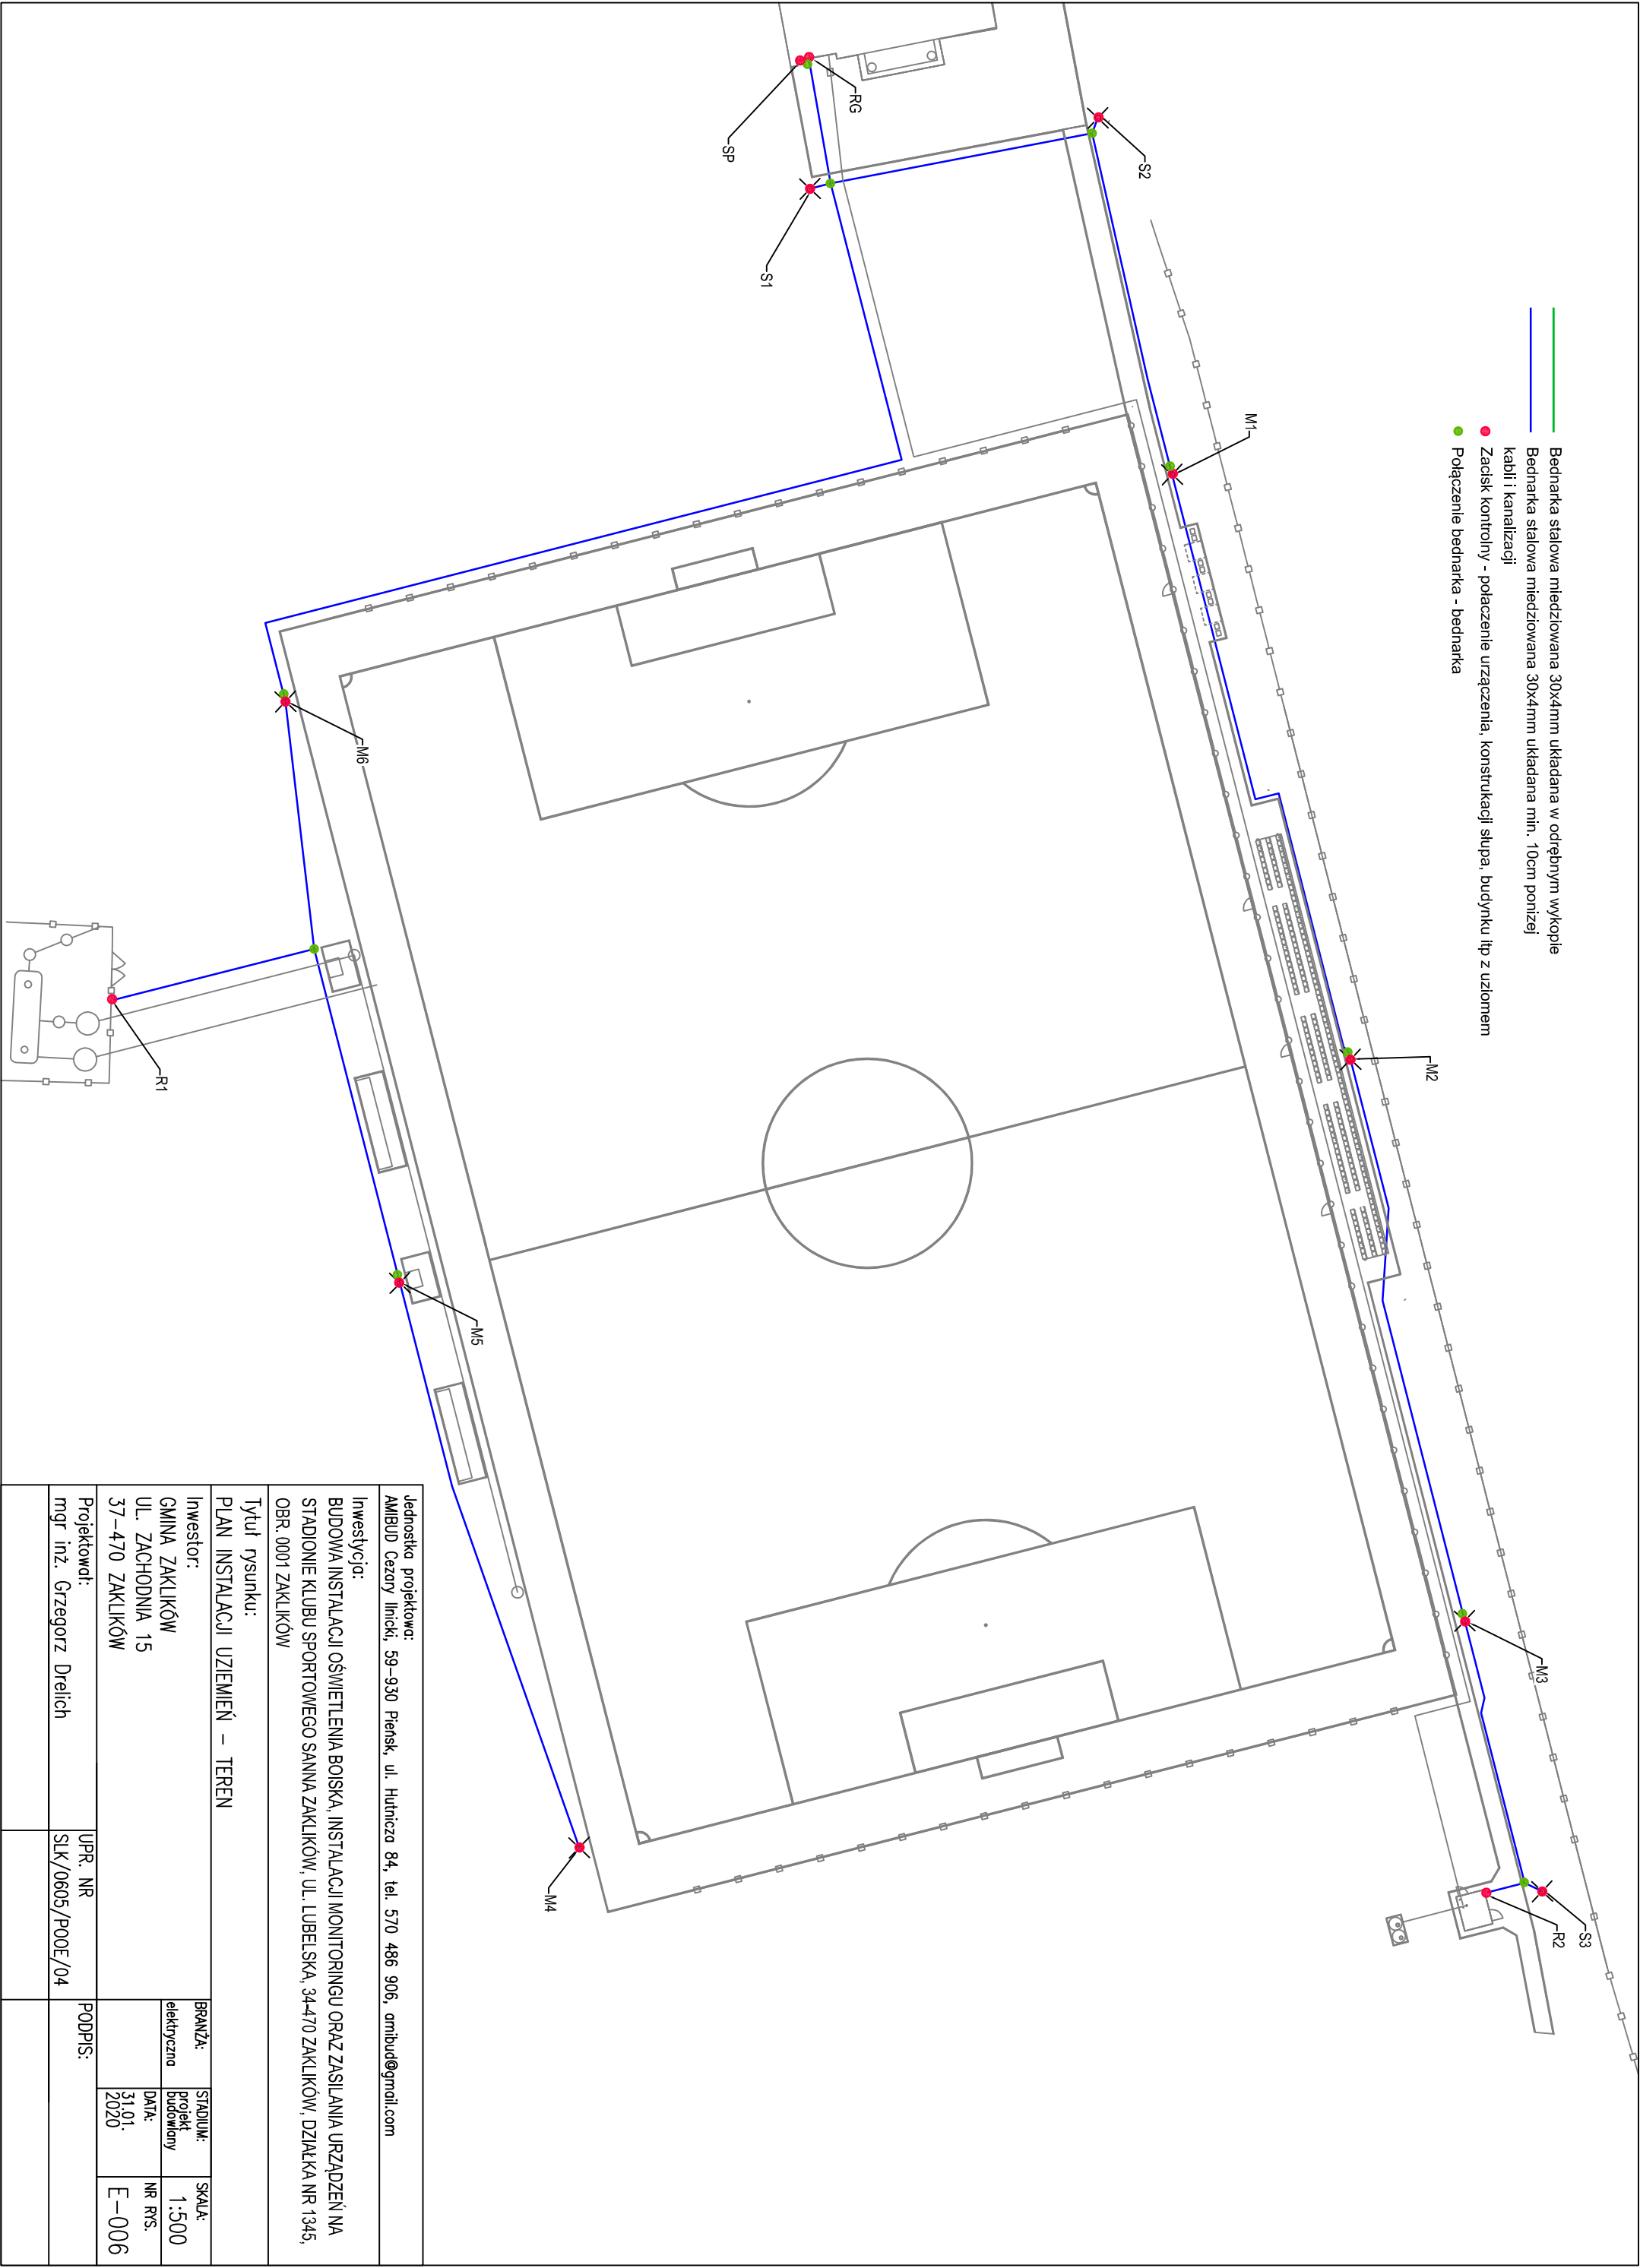 Bednarka stalowa miedziowana 30x4mm układana w odrębnym wykopie
Bednarka stalowa miedziowana 30x4mm układana min. 10cm ponizej
kabli i kanalizacji
Zacisk kontrolny - połaczenie urzączenia, konstrukacji słupa, budynku itp z uziomem
Połączenie bednarka - bednarka
S2
RG
SP
S1
M1
M2
M3
S3
R2
M6
M5
M4
R1
Jednostka projektowa:
AMIBUD Cezary Ilnicki, 59-930 Pieńsk, ul. Hutnicza 84, tel. 570 486 906, amibud@gmail.com
Inwestycja:
BUDOWA INSTALACJI OŚWIETLENIA BOISKA, INSTALACJI MONITORINGU ORAZ ZASILANIA URZĄDZEŃ NA
STADIONIE KLUBU SPORTOWEGO SANNA ZAKLIKÓW, UL. LUBELSKA, 34-470 ZAKLIKÓW, DZIAŁKA NR 1345,
OBR. 0001 ZAKLIKÓW
Tytuł rysunku:
PLAN INSTALACJI UZIEMIEŃ - TEREN
Inwestor:
GMINA ZAKLIKÓW
UL. ZACHODNIA 15
37-470 ZAKLIKÓW
BRANŻA:
elektryczna
STADIUM:
projekt
budowlany
SKALA:
1:500
DATA:
31.01.
2020
NR RYS.
E-006
Projektował:
mgr inż. Grzegorz Drelich
UPR. NR
SLK/0605/POOE/04
PODPIS: